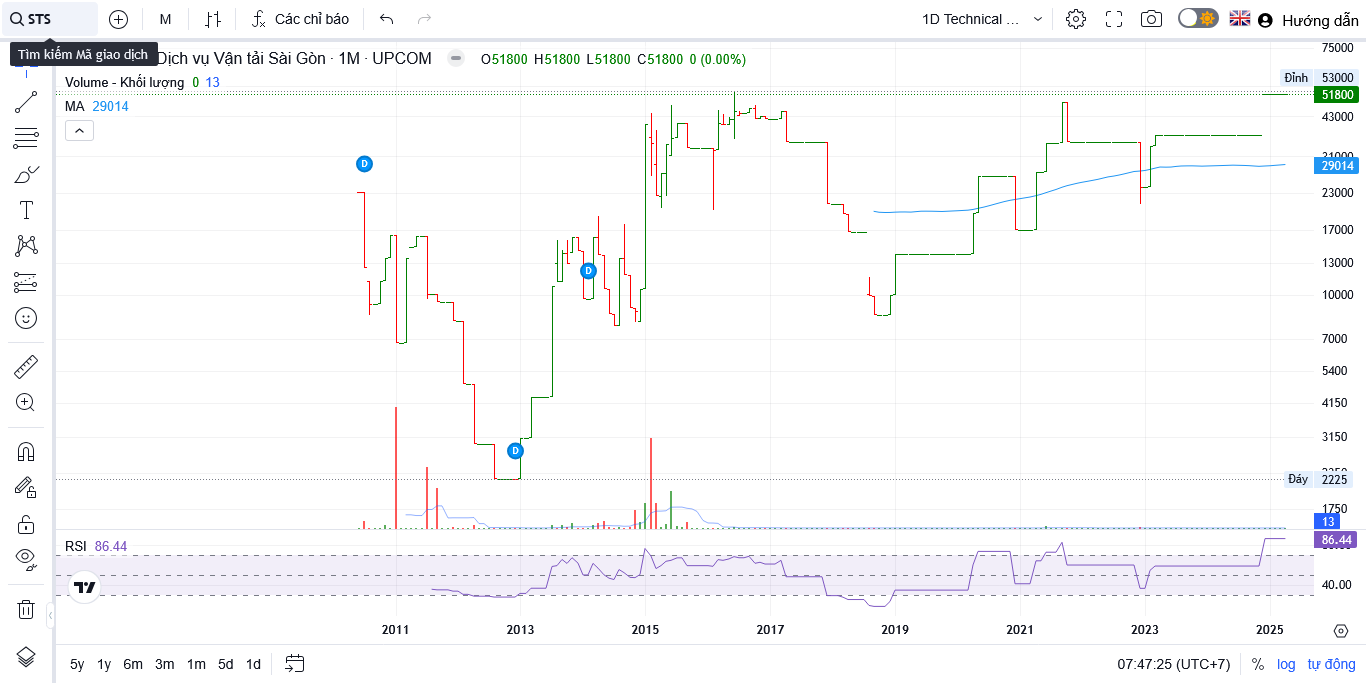 STS
M
Các chỉ báo
1D Technical ...
Hướng dẫn
Tìm kiếm Mã giao dịch
Dịch vụ Vận tải Sài Gòn · 1M · UPCOM
O51800 H51800 L51800 C51800 0 (0.00%)
Volume - Khối lượng 0 13
MA 29014
75000
Đỉnh 53000
51800
43000
34000
29014
23000
17000
13000
10000
7000
5400
4150
3150
Đáy 2225
1750
13
D
D
D
RSI 86.44
86.44
40.00
2011 2013 2015 2017 2019 2021 2023 2025
5y 1y 6m 3m 1m 5d 1d
07:47:25 (UTC+7) % log tự động